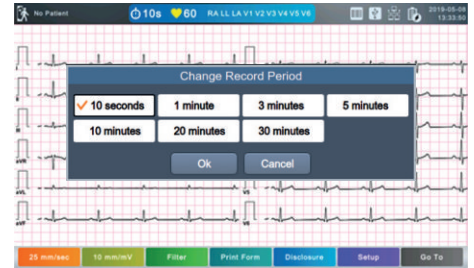 No Patient 10s 60 RA LL LA V1 V2 V3 V4 V5 V6 2019-05-08
13:33:50
Change Record Period
10 seconds 1 minute 3 minutes 5 minutes
10 minutes 20 minutes 30 minutes
Ok Cancel
aVR
aVL V5
aVF
25 mm/sec 10 mm/mV Filter Print Form Disclosure Setup Go To